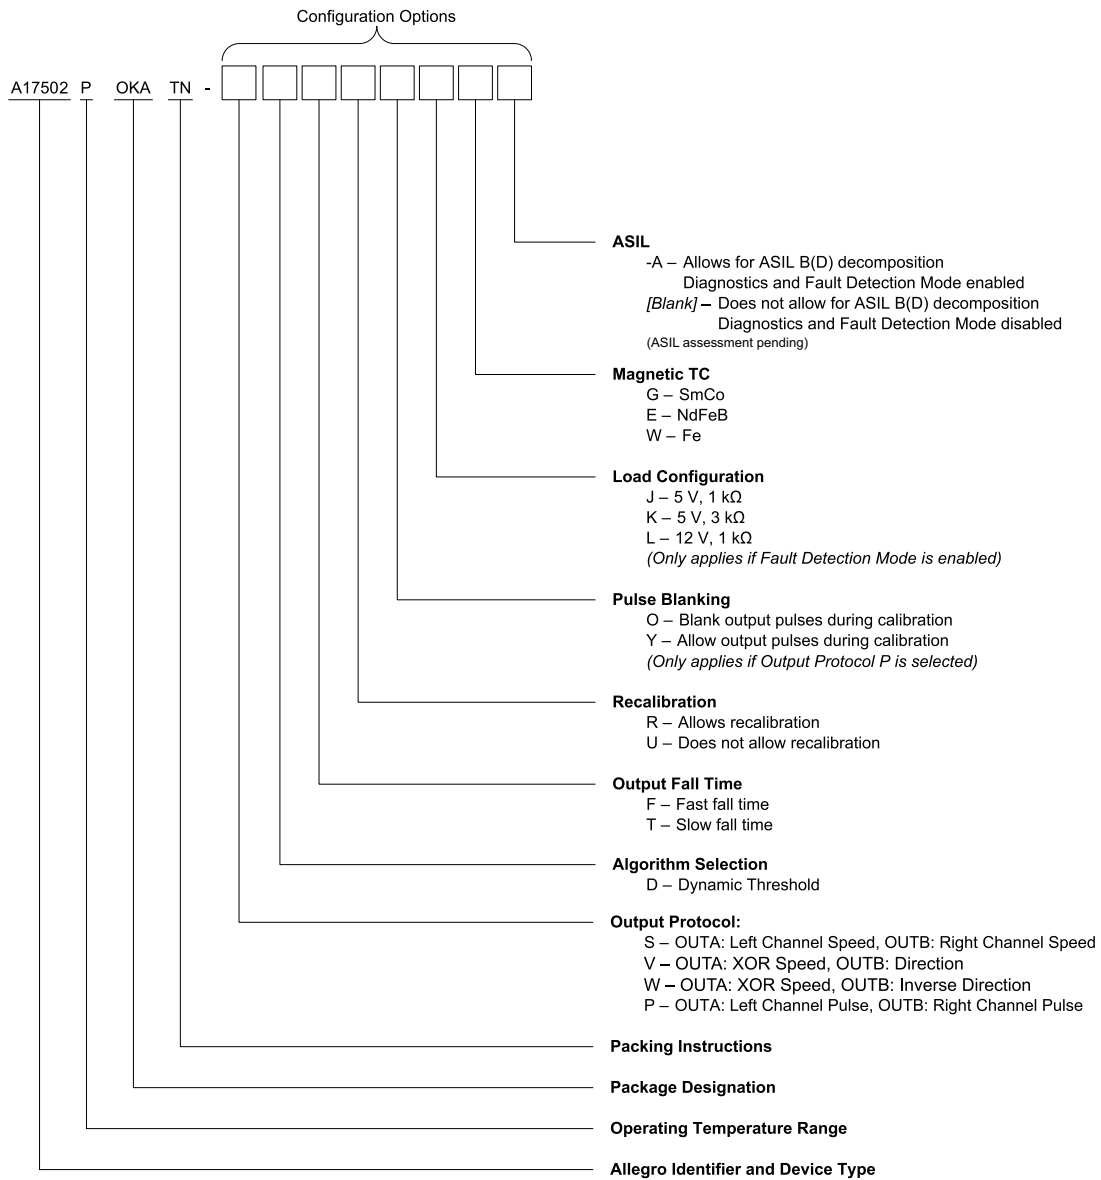 Configuration Options
A17502 P OKA TN -
ASIL
-A – Allows for ASIL B(D) decomposition
Diagnostics and Fault Detection Mode enabled
[Blank] – Does not allow for ASIL B(D) decomposition
Diagnostics and Fault Detection Mode disabled
(ASIL assessment pending)
Magnetic TC
G – SmCo
E – NdFeB
W – Fe
Load Configuration
J – 5 V, 1 kΩ
K – 5 V, 3 kΩ
L – 12 V, 1 kΩ
(Only applies if Fault Detection Mode is enabled)
Pulse Blanking
O – Blank output pulses during calibration
Y – Allow output pulses during calibration
(Only applies if Output Protocol P is selected)
Recalibration
R – Allows recalibration
U – Does not allow recalibration
Output Fall Time
F – Fast fall time
T – Slow fall time
Algorithm Selection
D – Dynamic Threshold
Output Protocol:
S – OUTA: Left Channel Speed, OUTB: Right Channel Speed
V – OUTA: XOR Speed, OUTB: Direction
W – OUTA: XOR Speed, OUTB: Inverse Direction
P – OUTA: Left Channel Pulse, OUTB: Right Channel Pulse
Packing Instructions
Package Designation
Operating Temperature Range
Allegro Identifier and Device Type